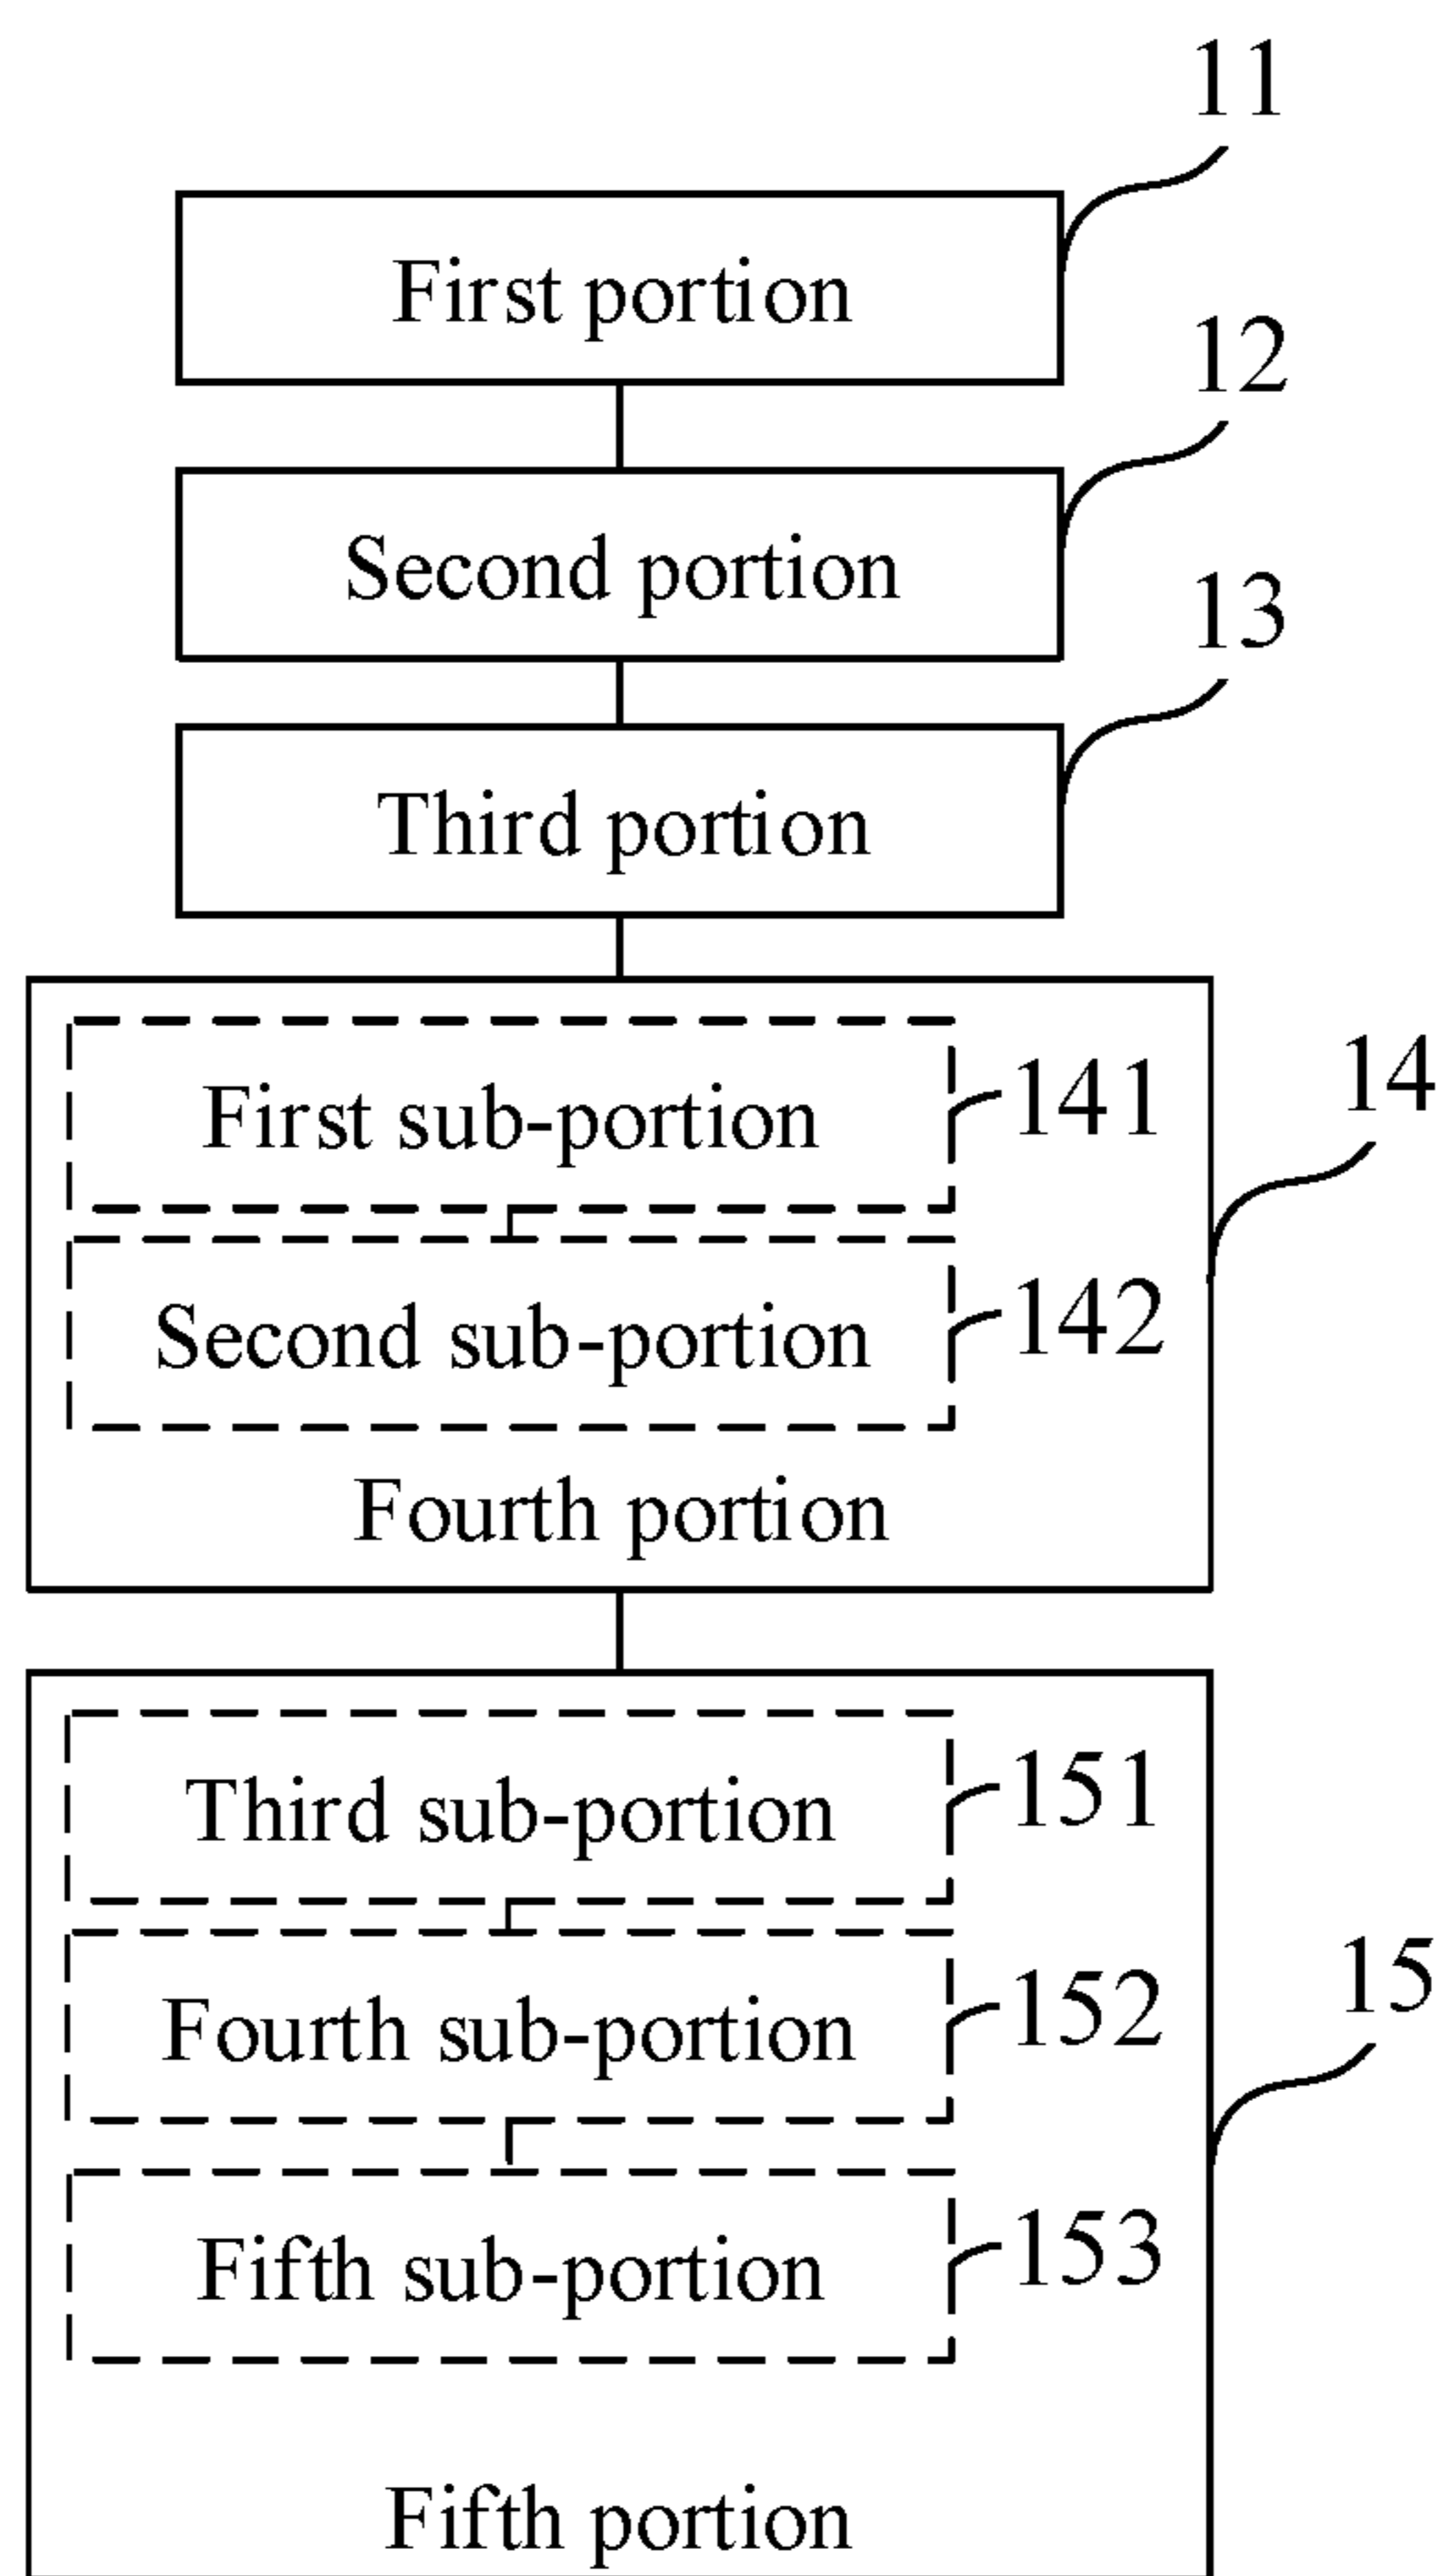 11
First portion
12
Second portion
13
Third portion
First sub-portion
141
14
Second sub-portion
142
Fourth portion
Third sub-portion
151
Fourth sub-portion
152
15
Fifth sub-portion
153
Fifth portion